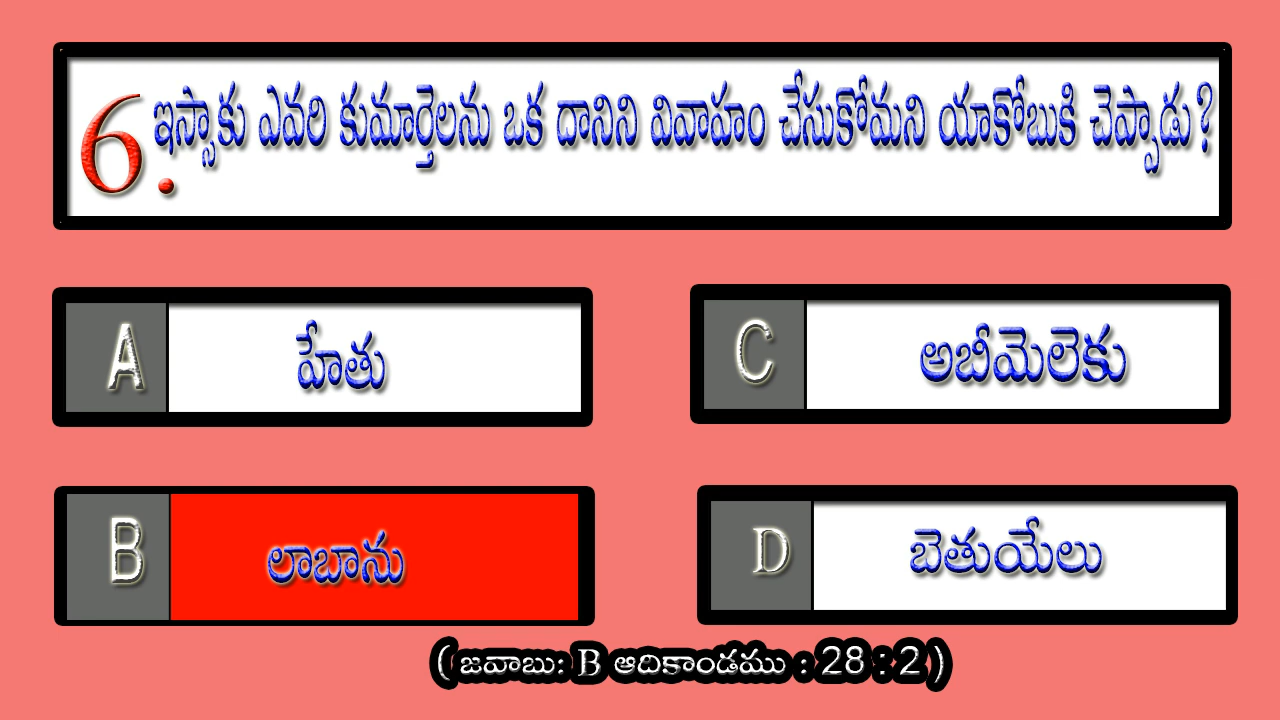 6. ఇస్సాకు ఎవరి కుమార్తెలను ఒక దానిని వివాహం చేసుకోమని యాకోబుకి చెప్పాడు?
A హేతు
C అబీమెలెకు
B లాబాను
D బెతుయేలు
( జవాబు: B ఆదికాండము : 28 : 2 )